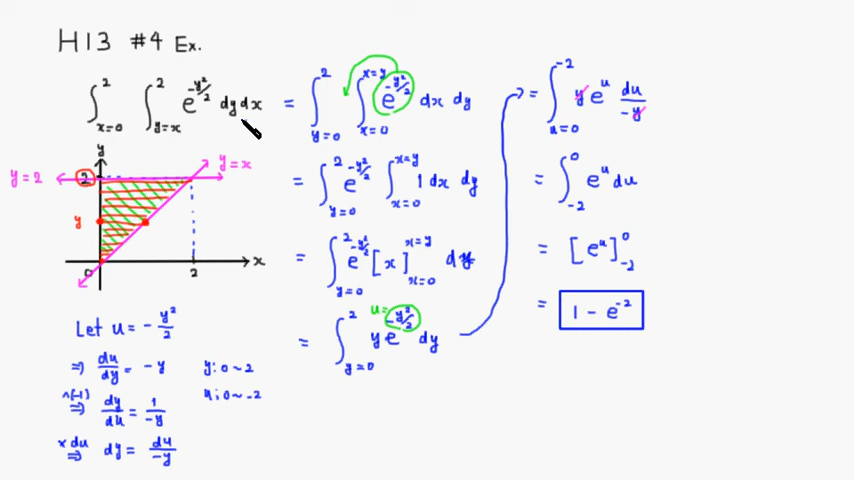 H13 #4 Ex.
∫_{x=0}^{2} ∫_{y=x}^{2} e^{-y²/2} dy dx = ∫_{y=0}^{2} ∫_{x=0}^{x=y} e^{-y²/2} dx dy
= ∫_{y=0}^{2} e^{-y²/2} ∫_{x=0}^{x=y} 1 dx dy
= ∫_{y=0}^{2} e^{-y²/2} [x]_{x=0}^{x=y} dy
= ∫_{y=0}^{2} y e^{-y²/2} dy
u=
y
y=x
y=2
2
y
0
2
x
Let u = -y²/2
⇒ du/dy = -y    y: 0~2
^(-1) ⇒ dy/du = 1/-y    u: 0~-2
× du ⇒ dy = du/-y
= ∫_{u=0}^{-2} y e^u du/-y
= ∫_{-2}^{0} e^u du
= [e^u]_{-2}^{0}
= 1 - e^{-2}